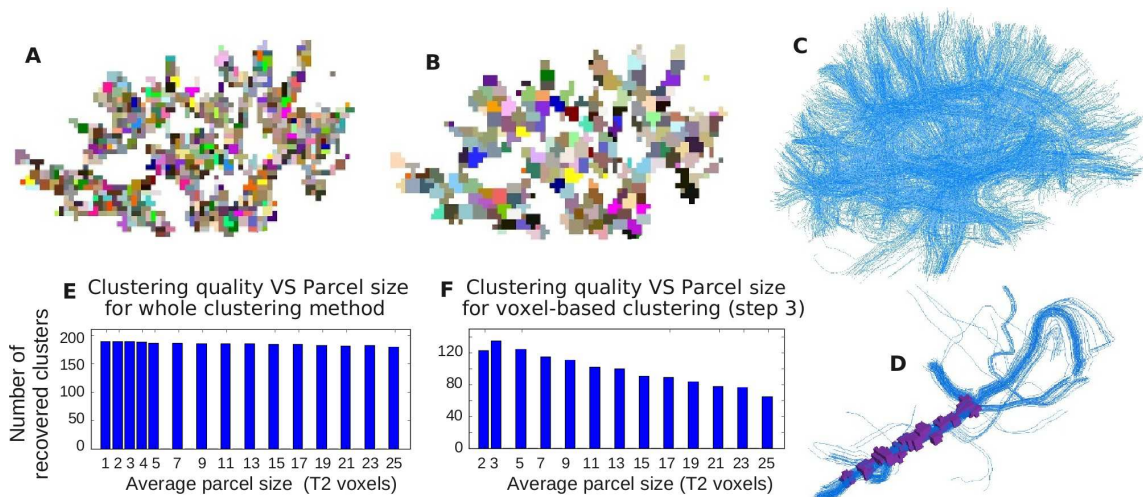 A
B
C
E Clustering quality VS Parcel size
for whole clustering method
Number of
recovered clusters
200
150
100
50
0
1 2 3 4 5 7 9 11 13 15 17 19 21 23 25
Average parcel size (T2 voxels)
F Clustering quality VS Parcel size
for voxel-based clustering (step 3)
120
80
40
0
2 3 5 7 9 11 13 15 17 19 21 23 25
Average parcel size (T2 voxels)
D